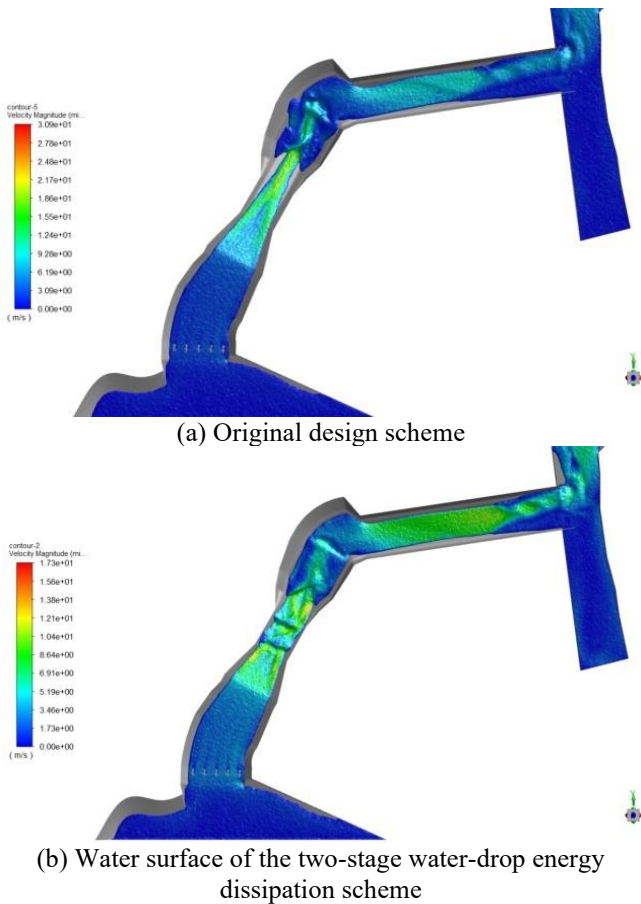 contour-5
Velocity Magnitude (mi...
3.09e+01
2.78e+01
2.48e+01
2.17e+01
1.86e+01
1.55e+01
1.24e+01
9.28e+00
6.19e+00
3.09e+00
0.00e+00
( m/s )
(a) Original design scheme
contour-2
Velocity Magnitude (mi...
1.73e+01
1.56e+01
1.38e+01
1.21e+01
1.04e+01
8.64e+00
6.91e+00
5.19e+00
3.46e+00
1.73e+00
0.00e+00
( m/s )
(b) Water surface of the two-stage water-drop energy
dissipation scheme